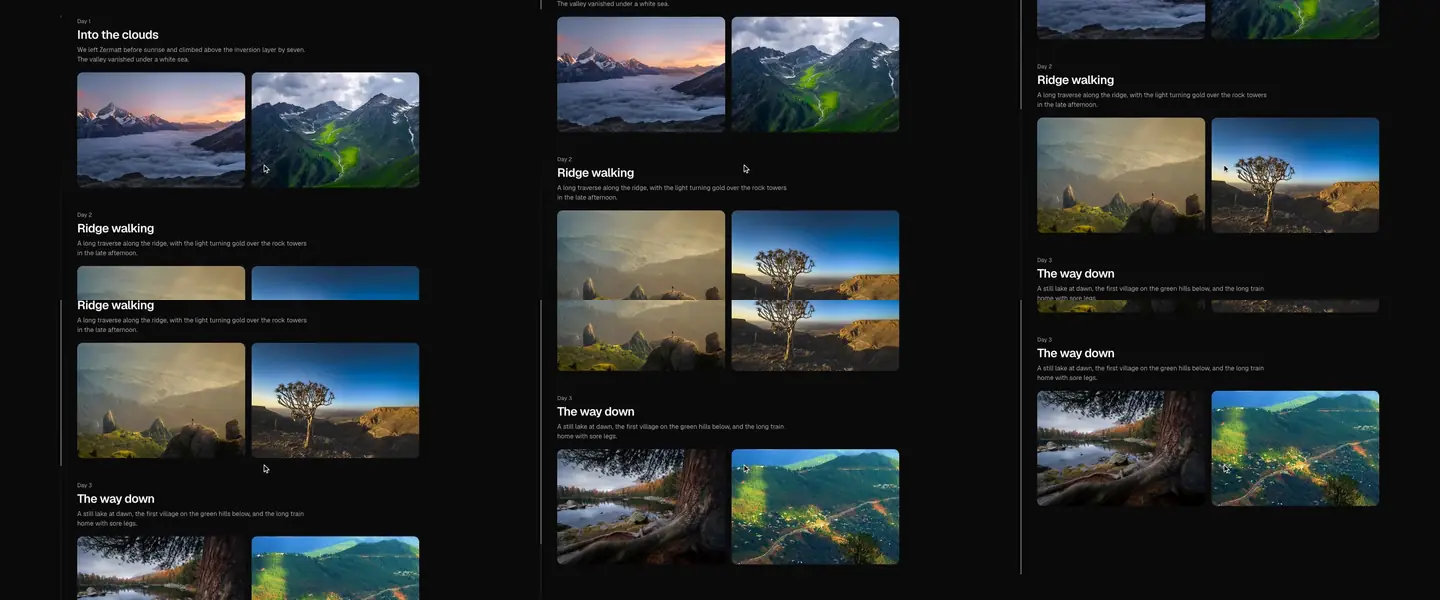 Day 1
Into the clouds
We left Zermatt before sunrise and climbed above the inversion layer by seven.
The valley vanished under a white sea.
Day 2
Ridge walking
A long traverse along the ridge, with the light turning gold over the rock towers
in the late afternoon.
The valley vanished under a white sea.
Day 2
Ridge walking
A long traverse along the ridge, with the light turning gold over the rock towers
in the late afternoon.
Day 2
Ridge walking
A long traverse along the ridge, with the light turning gold over the rock towers
in the late afternoon.
Day 3
The way down
A still lake at dawn, the first village on the green hills below, and the long train
home with sore legs.
Ridge walking
A long traverse along the ridge, with the light turning gold over the rock towers
in the late afternoon.
Day 3
The way down
A still lake at dawn, the first village on the green hills below, and the long train
home with sore legs.
Day 3
The way down
A still lake at dawn, the first village on the green hills below, and the long train
home with sore legs.
Day 3
The way down
A still lake at dawn, the first village on the green hills below, and the long train
home with sore legs.